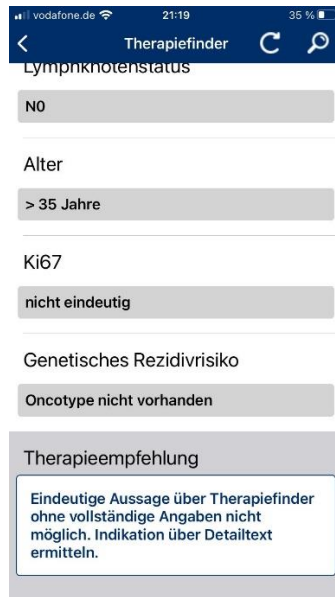 vodafone.de 21:19 35 %
Therapiefinder
Lymphknotenstatus
N0
Alter
> 35 Jahre
Ki67
nicht eindeutig
Genetisches Rezidivrisiko
Oncotype nicht vorhanden
Therapieempfehlung
Eindeutige Aussage über Therapiefinder
ohne vollständige Angaben nicht
möglich. Indikation über Detailtext
ermitteln.